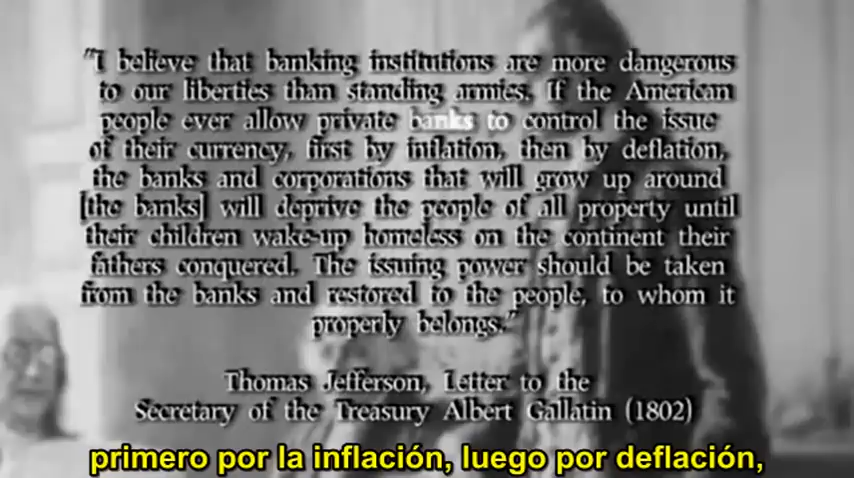 "I believe that banking institutions are more dangerous
to our liberties than standing armies. If the American
people ever allow private banks to control the issue
of their currency, first by inflation, then by deflation,
the banks and corporations that will grow up around
[the banks] will deprive the people of all property until
their children wake-up homeless on the continent their
fathers conquered. The issuing power should be taken
from the banks and restored to the people, to whom it
properly belongs."
Thomas Jefferson, Letter to the
Secretary of the Treasury Albert Gallatin (1802)
primero por la inflación, luego por deflación,